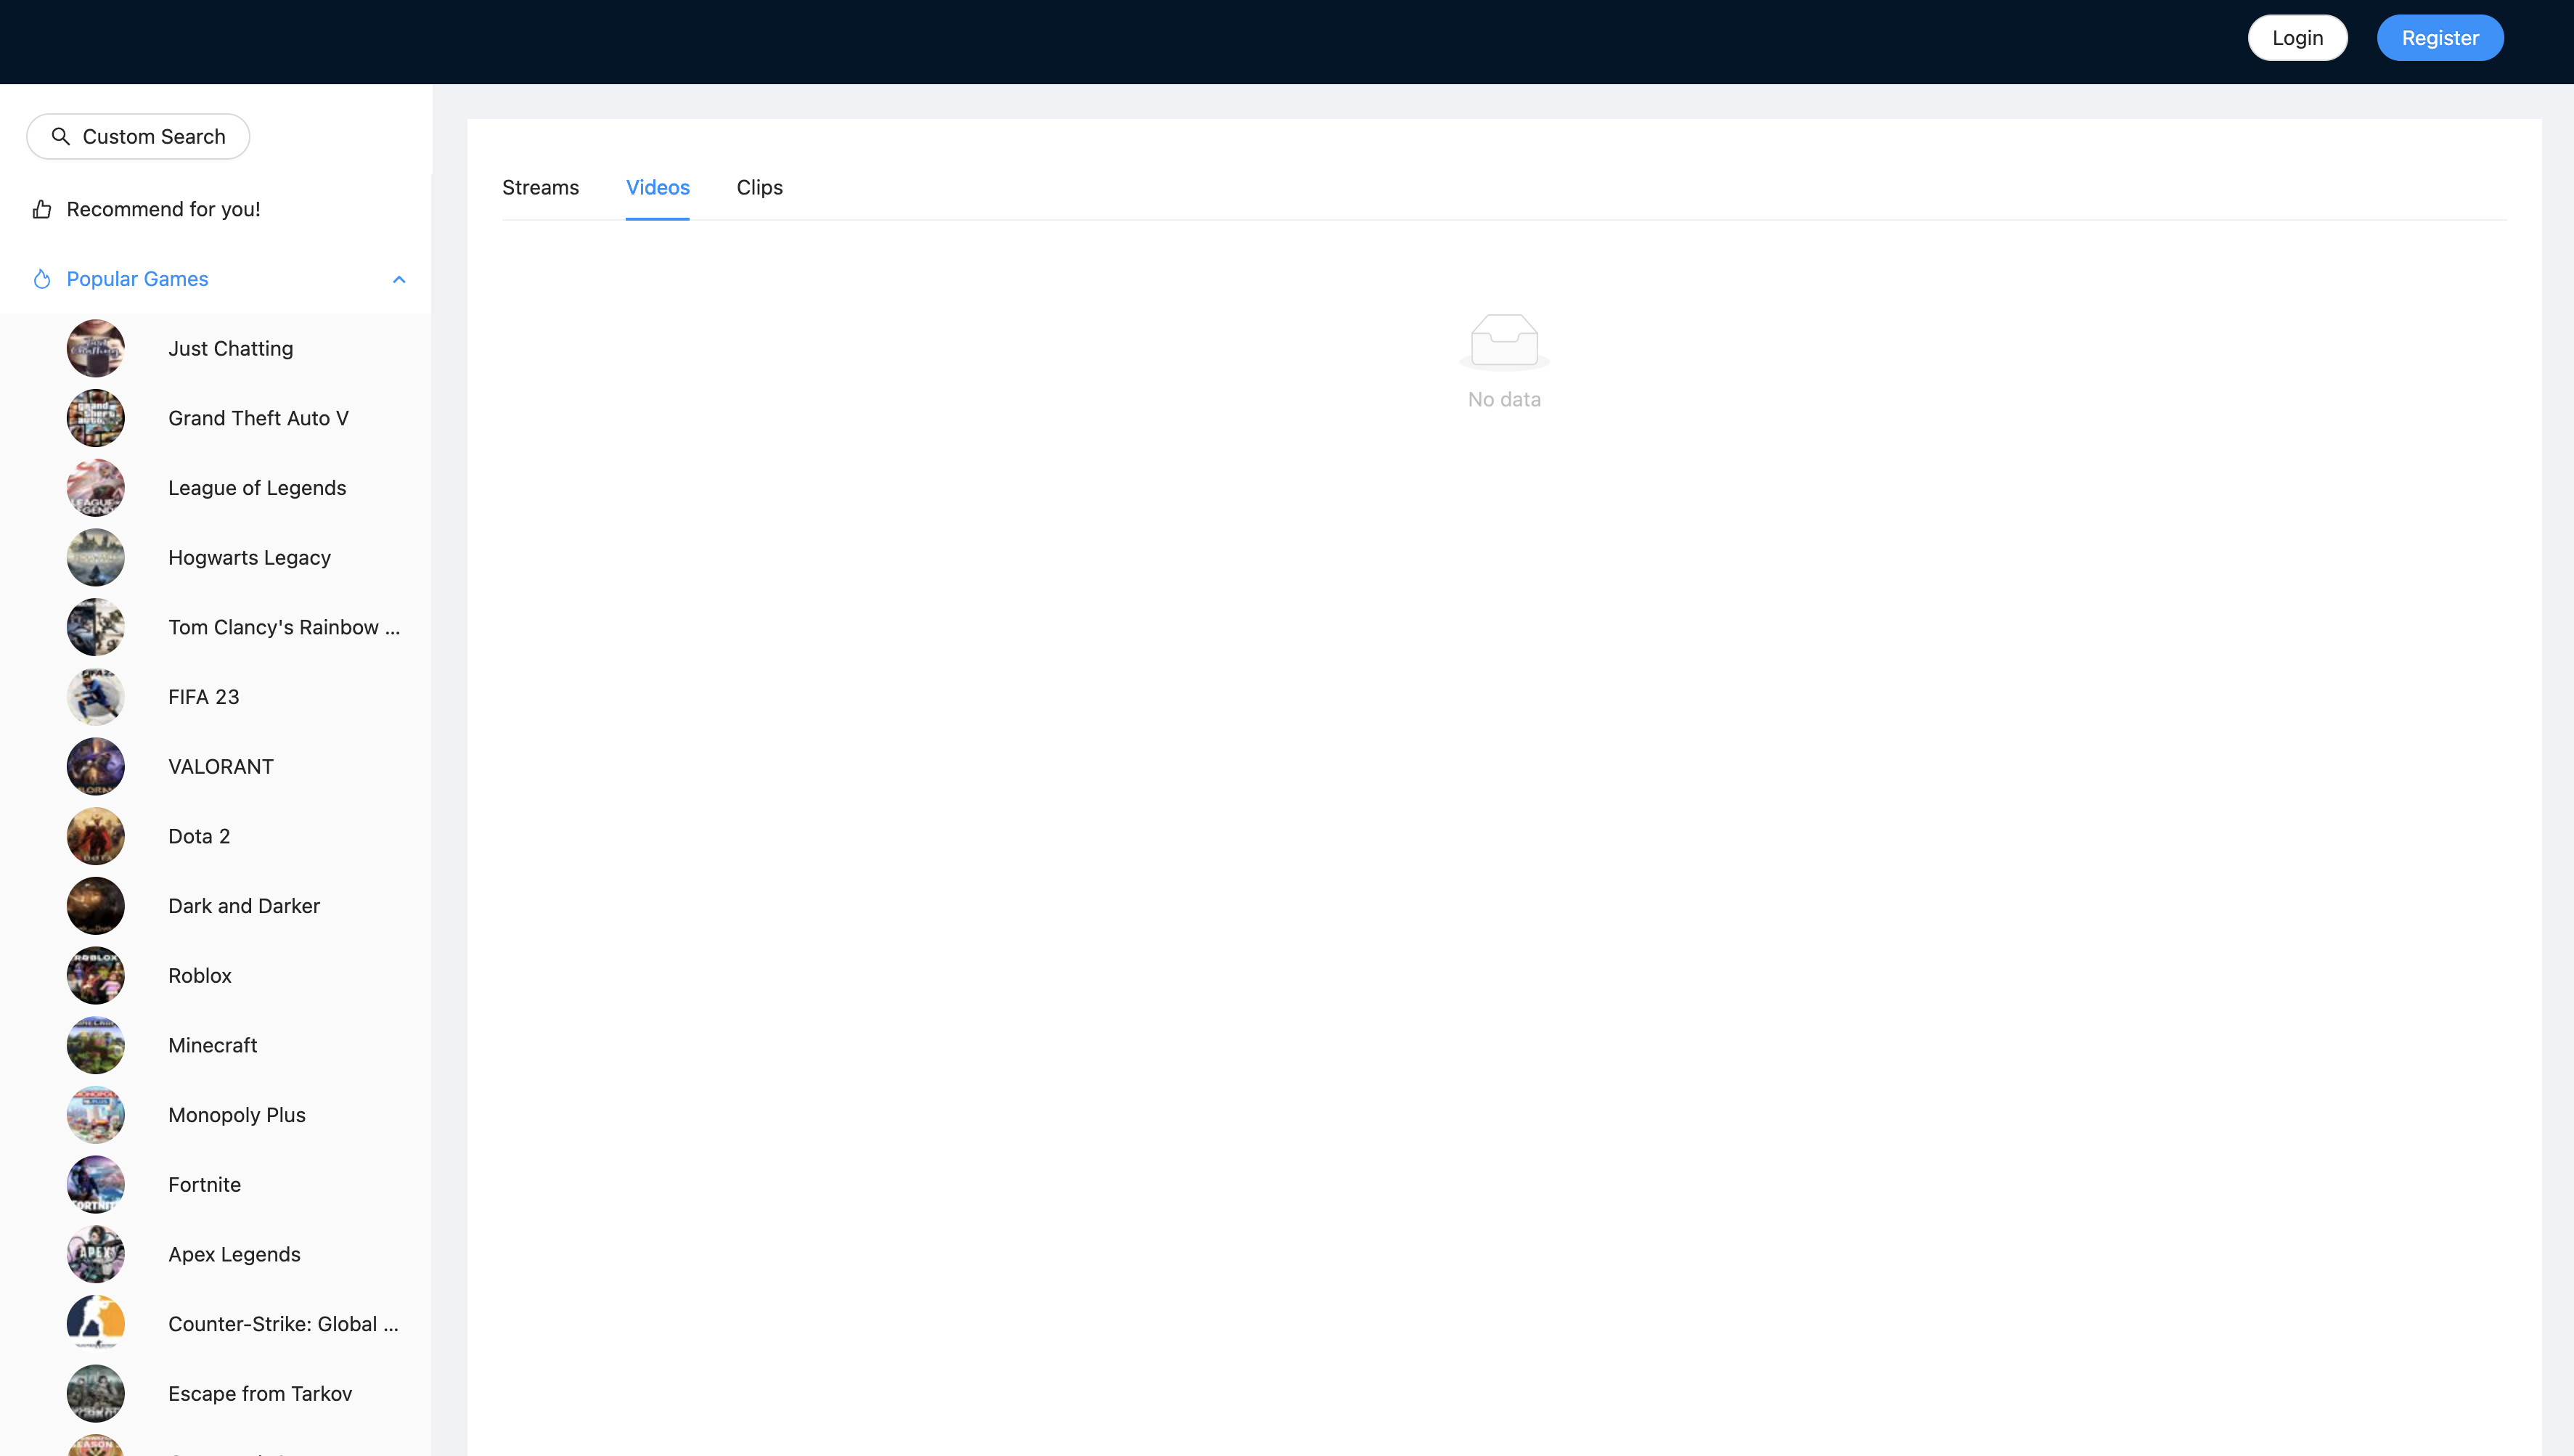 Login
Register
Custom Search
Recommend for you!
Popular Games
Streams
Videos
Clips
No data
Just Chatting
Grand Theft Auto V
League of Legends
Hogwarts Legacy
Tom Clancy's Rainbow ...
FIFA 23
VALORANT
Dota 2
Dark and Darker
Roblox
Minecraft
Monopoly Plus
Fortnite
Apex Legends
Counter-Strike: Global ...
Escape from Tarkov